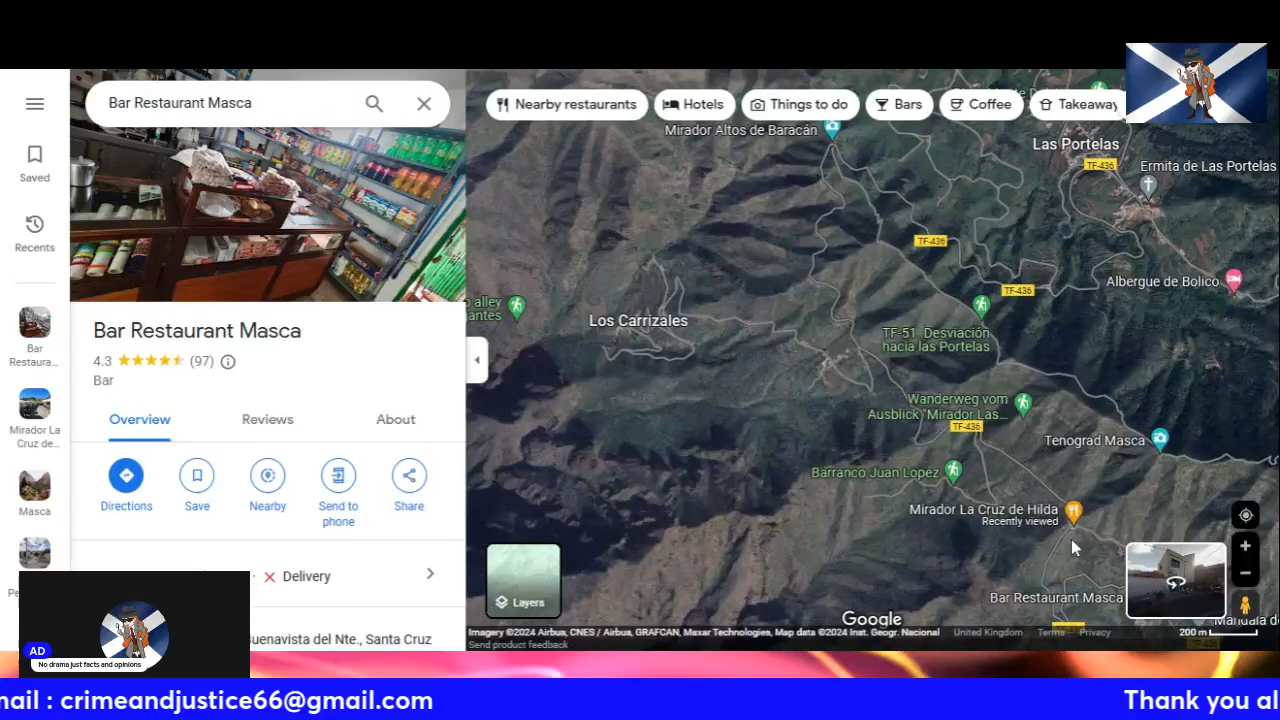 Bar Restaurant Masca
Saved
Recents
Bar
Restaura...
Mirador La
Cruz de...
Masca
Bar Restaurant Masca
4.3
(97)
Bar
Overview
Reviews
About
Directions
Save
Nearby
Send to
phone
Share
Delivery
Buenavista del Nte., Santa Cruz
Nearby restaurants
Hotels
Things to do
Bars
Coffee
Takeaway
Mirador Altos de Baracán
Las Portelas
TF-436
Ermita de Las Portelas
TF-436
Albergue de Bolico
TF-436
alley
antes
Los Carrizales
TF-51. Desviación
hacia las Portelas
Wanderweg vom
Ausblick "Mirador Las...
TF-436
Tenograd Masca
Barranco Juan Lopez
Mirador La Cruz de Hilda
Recently viewed
Bar Restaurant Masca
Layers
Google
Imagery ©2024 Airbus, CNES / Airbus, GRAFCAN, Maxar Technologies, Map data ©2024 Inst. Geogr. Nacional
United Kingdom
Terms
Privacy
200 m
Send product feedback
AD
No drama just facts and opinions
mail : crimeandjustice66@gmail.com
Thank you al